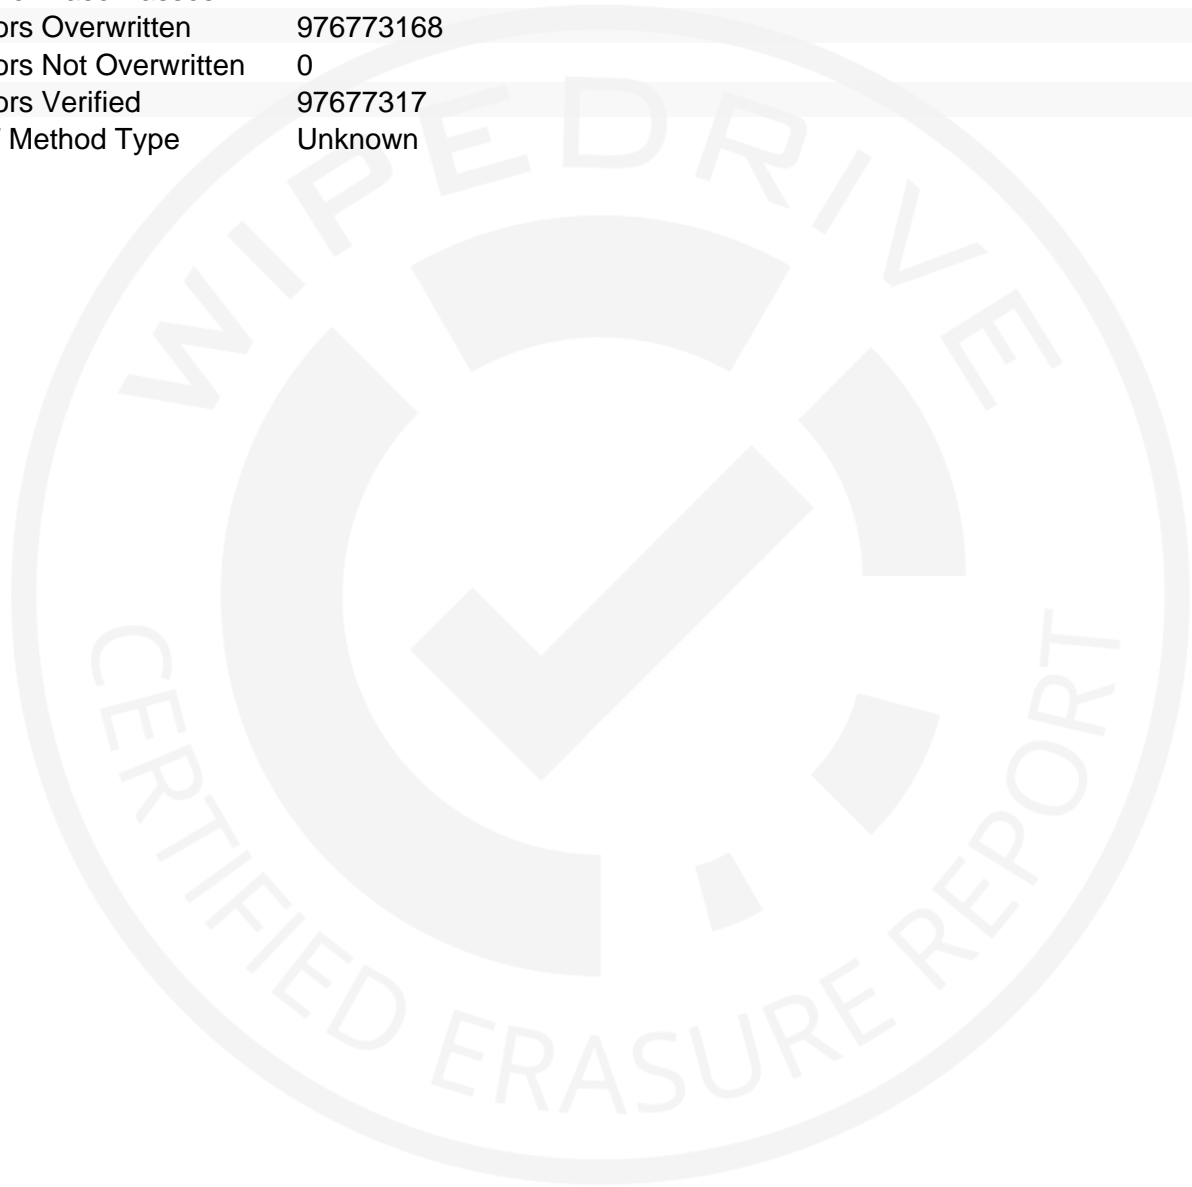 ors Overwritten 976773168
ors Not Overwritten 0
ors Verified 97677317
Method Type Unknown
WIPEDRIVE
CERTIFIED ERASURE REPORT